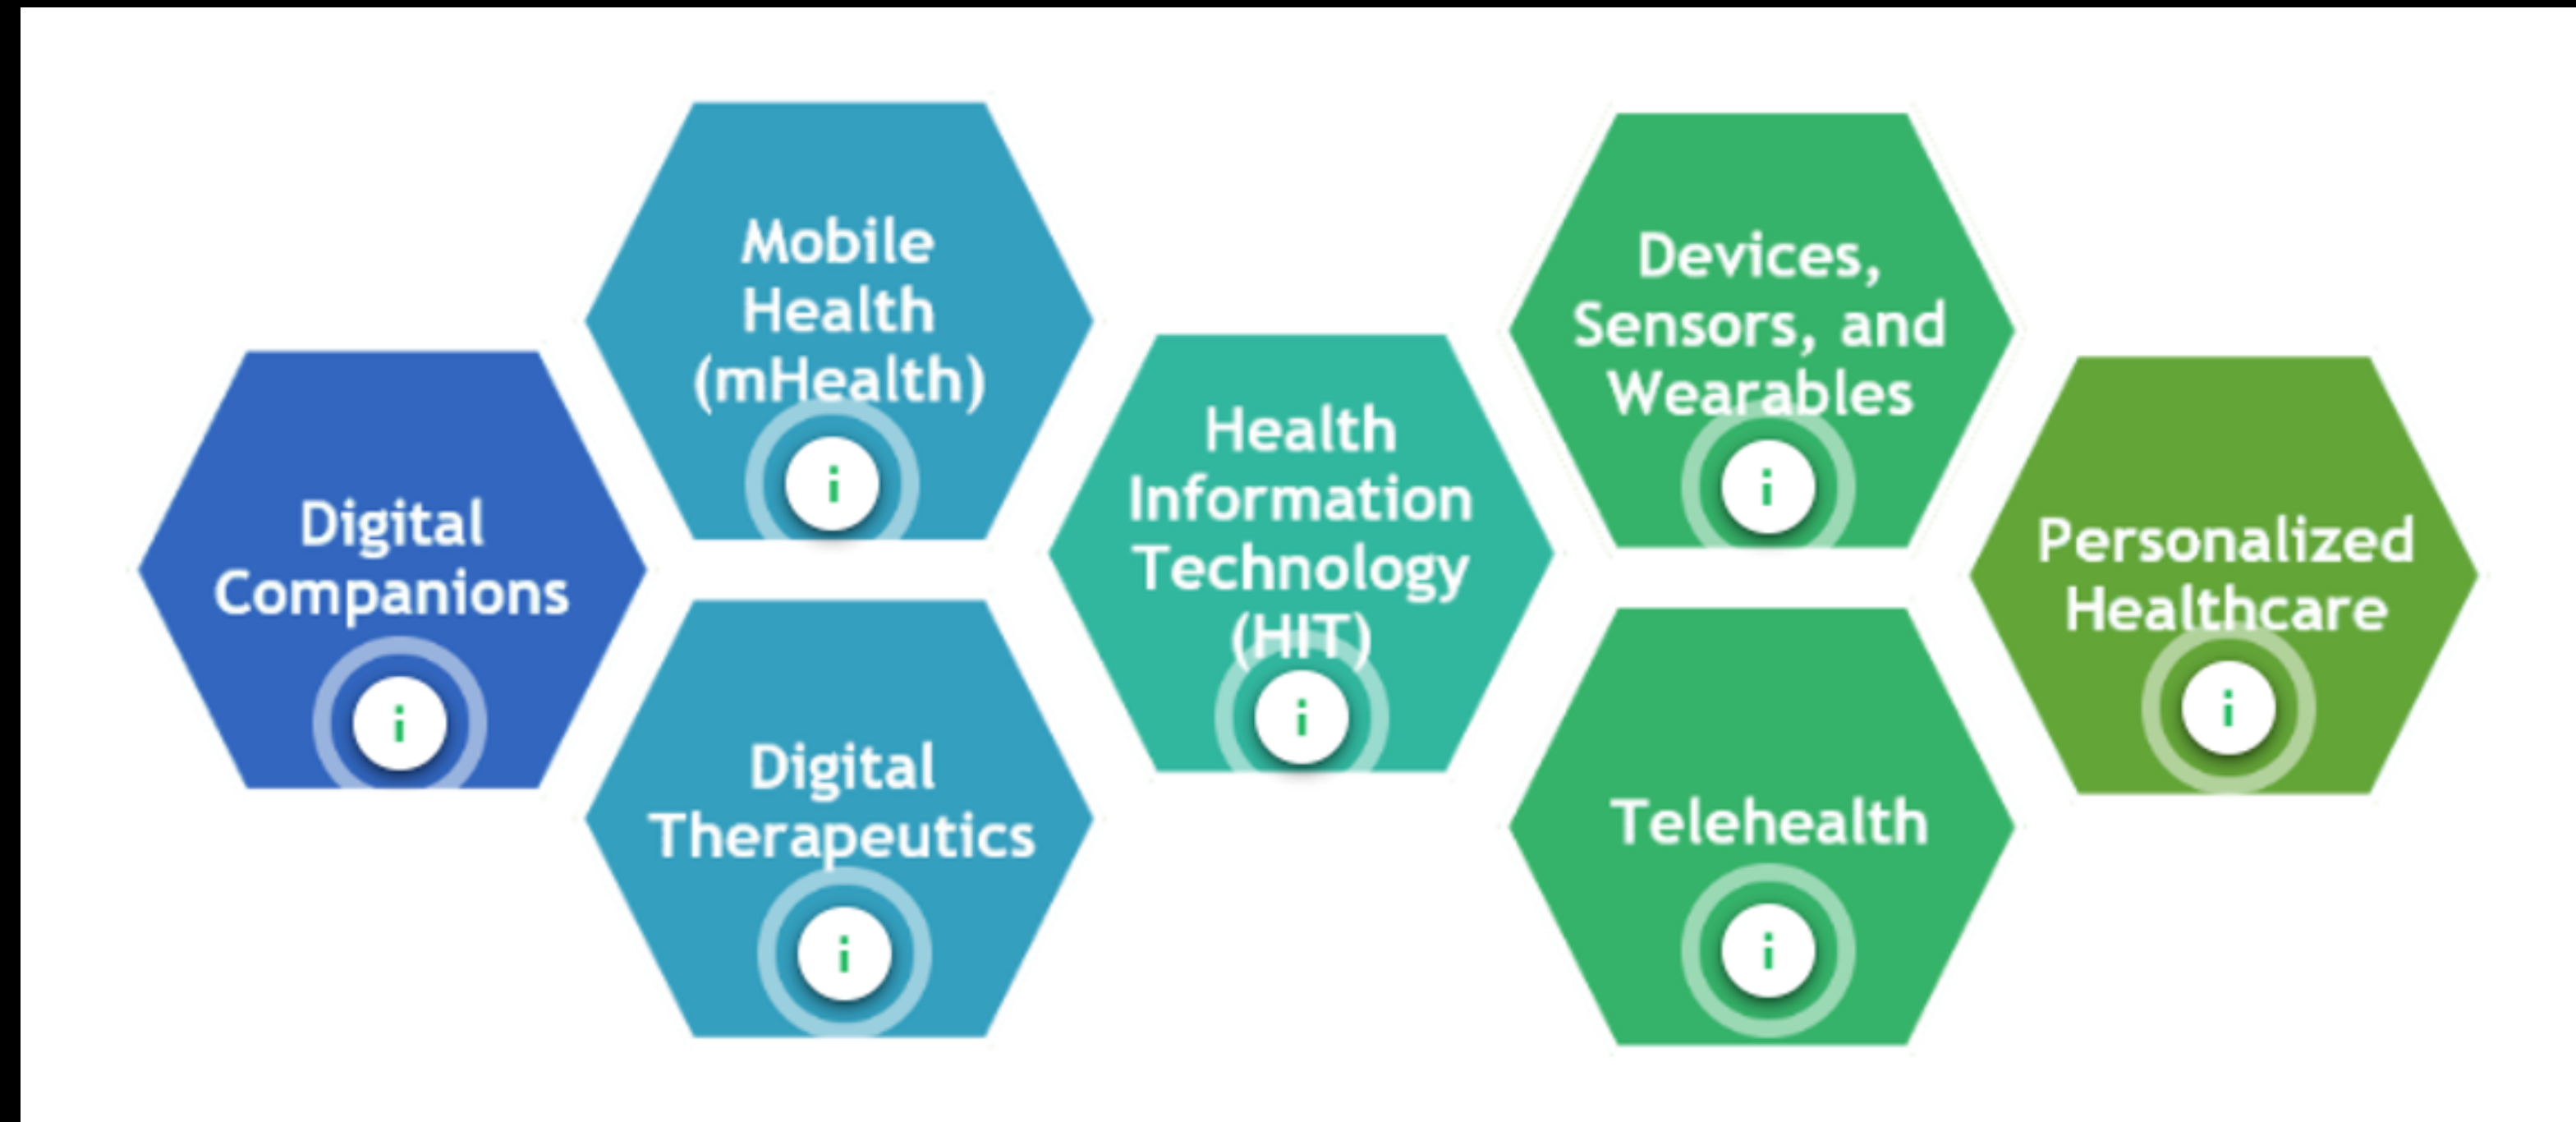 Digital
Companions
i
Mobile
Health
(mHealth)
i
Digital
Therapeutics
i
Health
Information
Technology
(HIT)
i
Devices,
Sensors, and
Wearables
i
Telehealth
i
Personalized
Healthcare
i